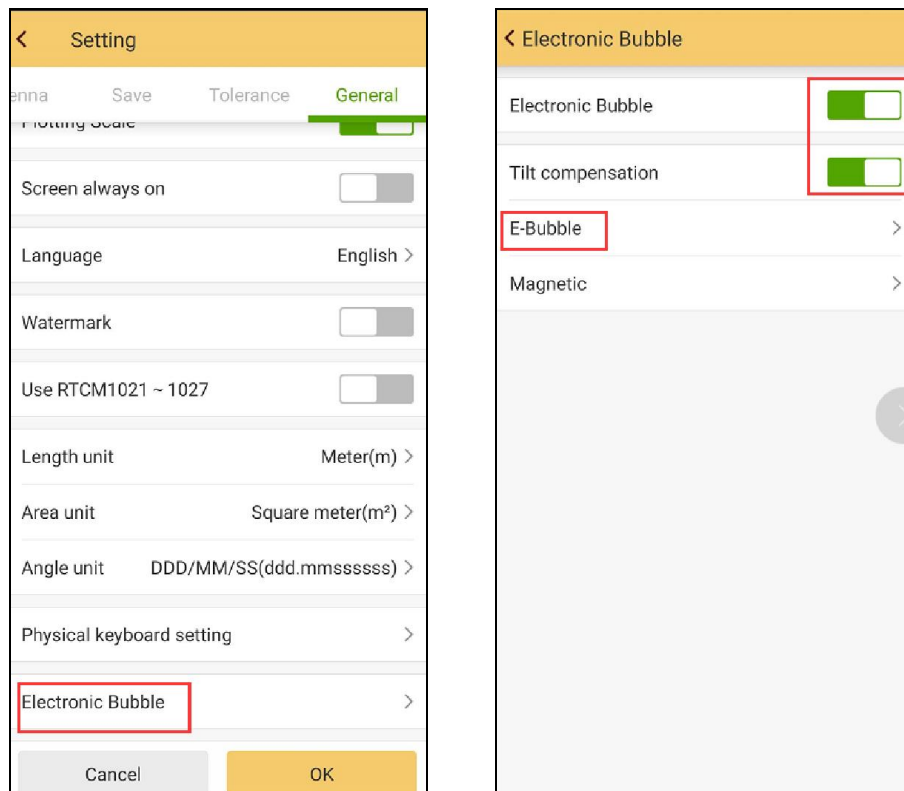 Setting
enna Save Tolerance General
Plotting Scale
Screen always on
Language English
Watermark
Use RTCM1021 ~ 1027
Length unit Meter(m)
Area unit Square meter(m²)
Angle unit DDD/MM/SS(ddd.mmssssss)
Physical keyboard setting
Electronic Bubble
Cancel OK
Electronic Bubble
Electronic Bubble
Tilt compensation
E-Bubble
Magnetic